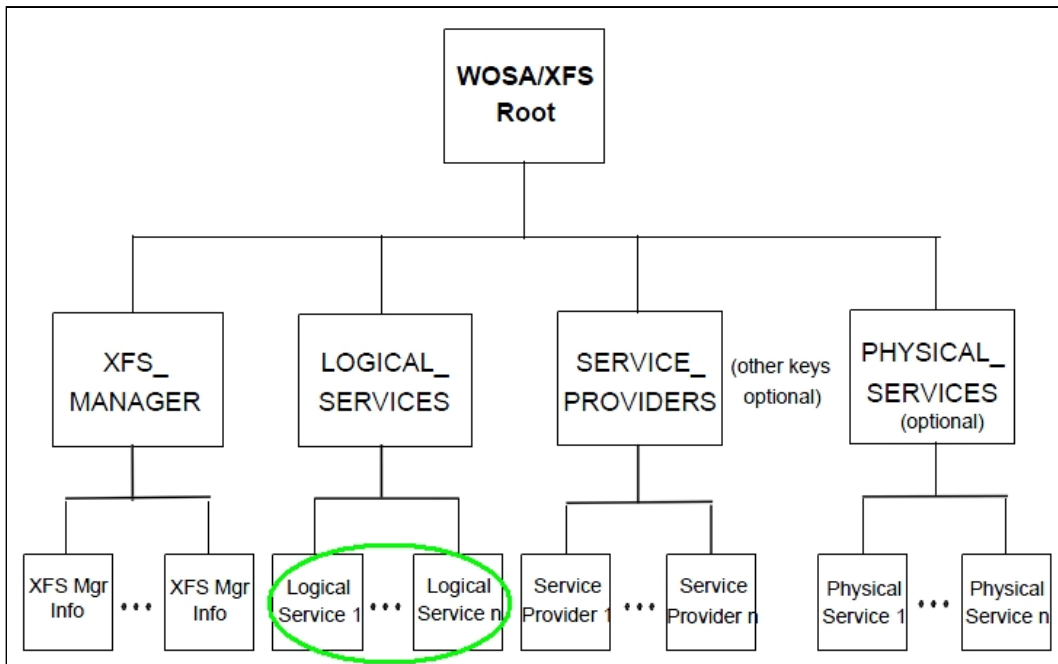 WOSA/XFS
Root
XFS_
MANAGER
LOGICAL_
SERVICES
SERVICE_
PROVIDERS
(other keys
optional)
PHYSICAL_
SERVICES
(optional)
XFS Mgr
Info
•••
XFS Mgr
Info
Logical
Service 1
•••
Logical
Service n
Service
Provider 1
•••
Service
Provider n
Physical
Service 1
•••
Physical
Service n